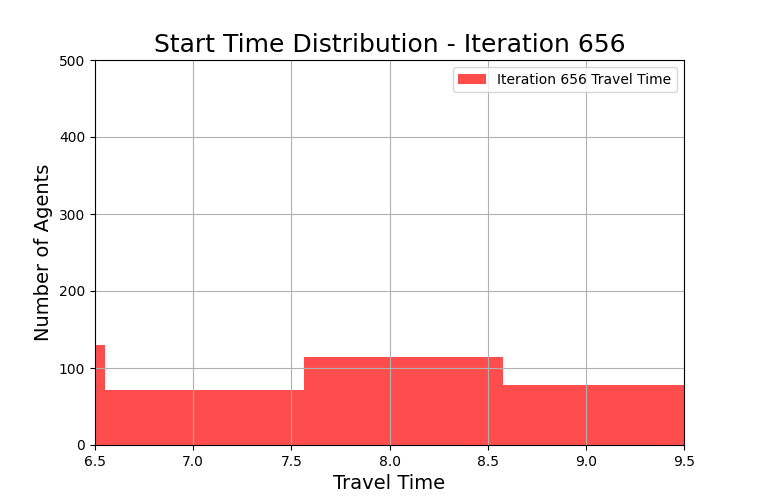 Start Time Distribution - Iteration 656
Iteration 656 Travel Time
Number of Agents
500
400
300
200
100
0
6.5 7.0 7.5 8.0 8.5 9.0 9.5
Travel Time